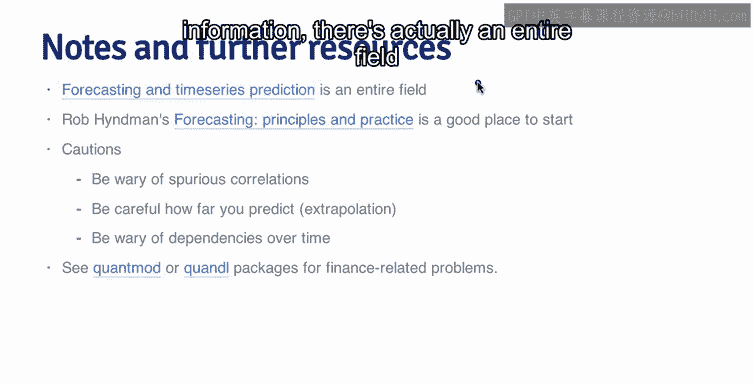 information, there's actually an entire
field
Notes and further resources
Forecasting and timeseries prediction is an entire field
Rob Hyndman's Forecasting: principles and practice is a good place to start
Cautions
Be wary of spurious correlations
Be careful how far you predict (extrapolation)
Be wary of dependencies over time
See quantmod or quandl packages for finance-related problems.